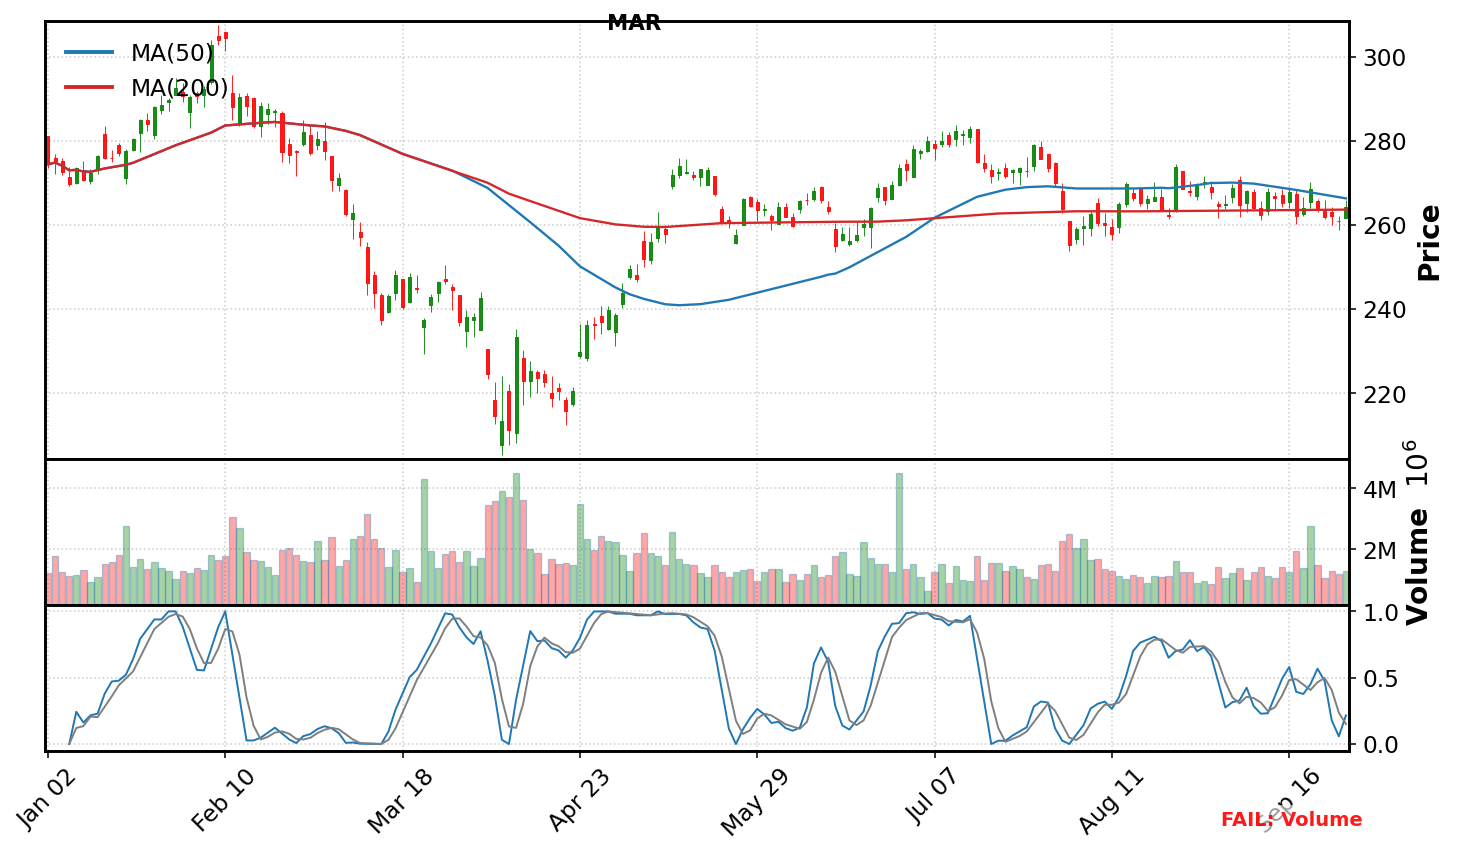 MAR
MA(50)
MA(200)
300
280
260
240
220
Price
4M
2M
Volume 10^6
1.0
0.5
0.0
Jan 02
Feb 10
Mar 18
Apr 23
May 29
Jul 07
Aug 11
Sep 16
FAIL: Volume